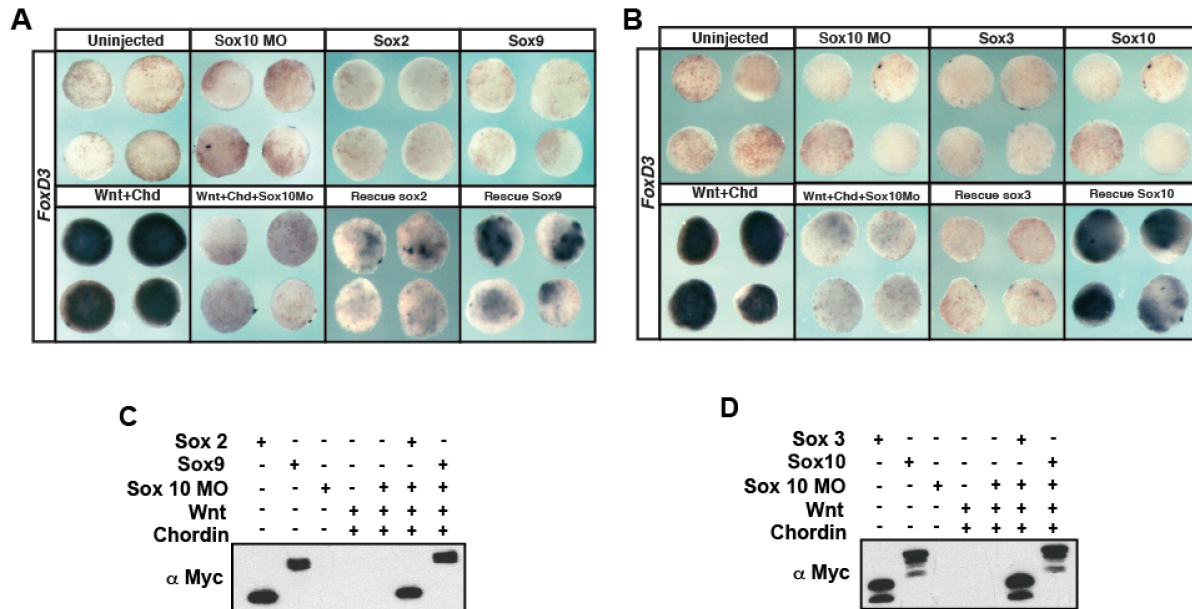 A
Uninjected Sox10 MO Sox2 Sox9
FoxD3
Wnt+Chd Wnt+Chd+Sox10Mo Rescue sox2 Rescue Sox9
B
Uninjected Sox10 MO Sox3 Sox10
FoxD3
Wnt+Chd Wnt+Chd+Sox10Mo Rescue sox3 Rescue Sox10
C
Sox 2 + - - - - + -
Sox9 - + - - - - +
Sox 10 MO - - + - + + +
Wnt - - - + + + +
Chordin - - - + + + +
α Myc
D
Sox 3 + - - - - + -
Sox10 - + - - - - +
Sox 10 MO - - + - + + +
Wnt - - - + + + +
Chordin - - - + + + +
α Myc